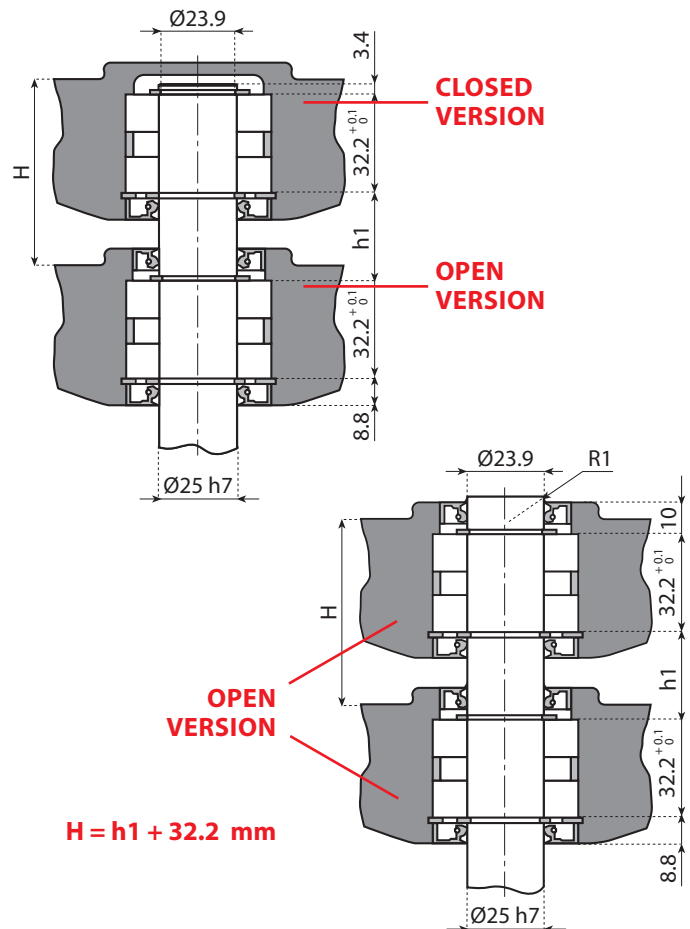 Ø23.9
3.4
CLOSED
VERSION
32.2 +0.1 0
H
h1
OPEN
VERSION
32.2 +0.1 0
8.8
Ø25 h7
Ø23.9
R1
10
32.2 +0.1 0
H
h1
OPEN
VERSION
32.2 +0.1 0
H = h1 + 32.2 mm
8.8
Ø25 h7